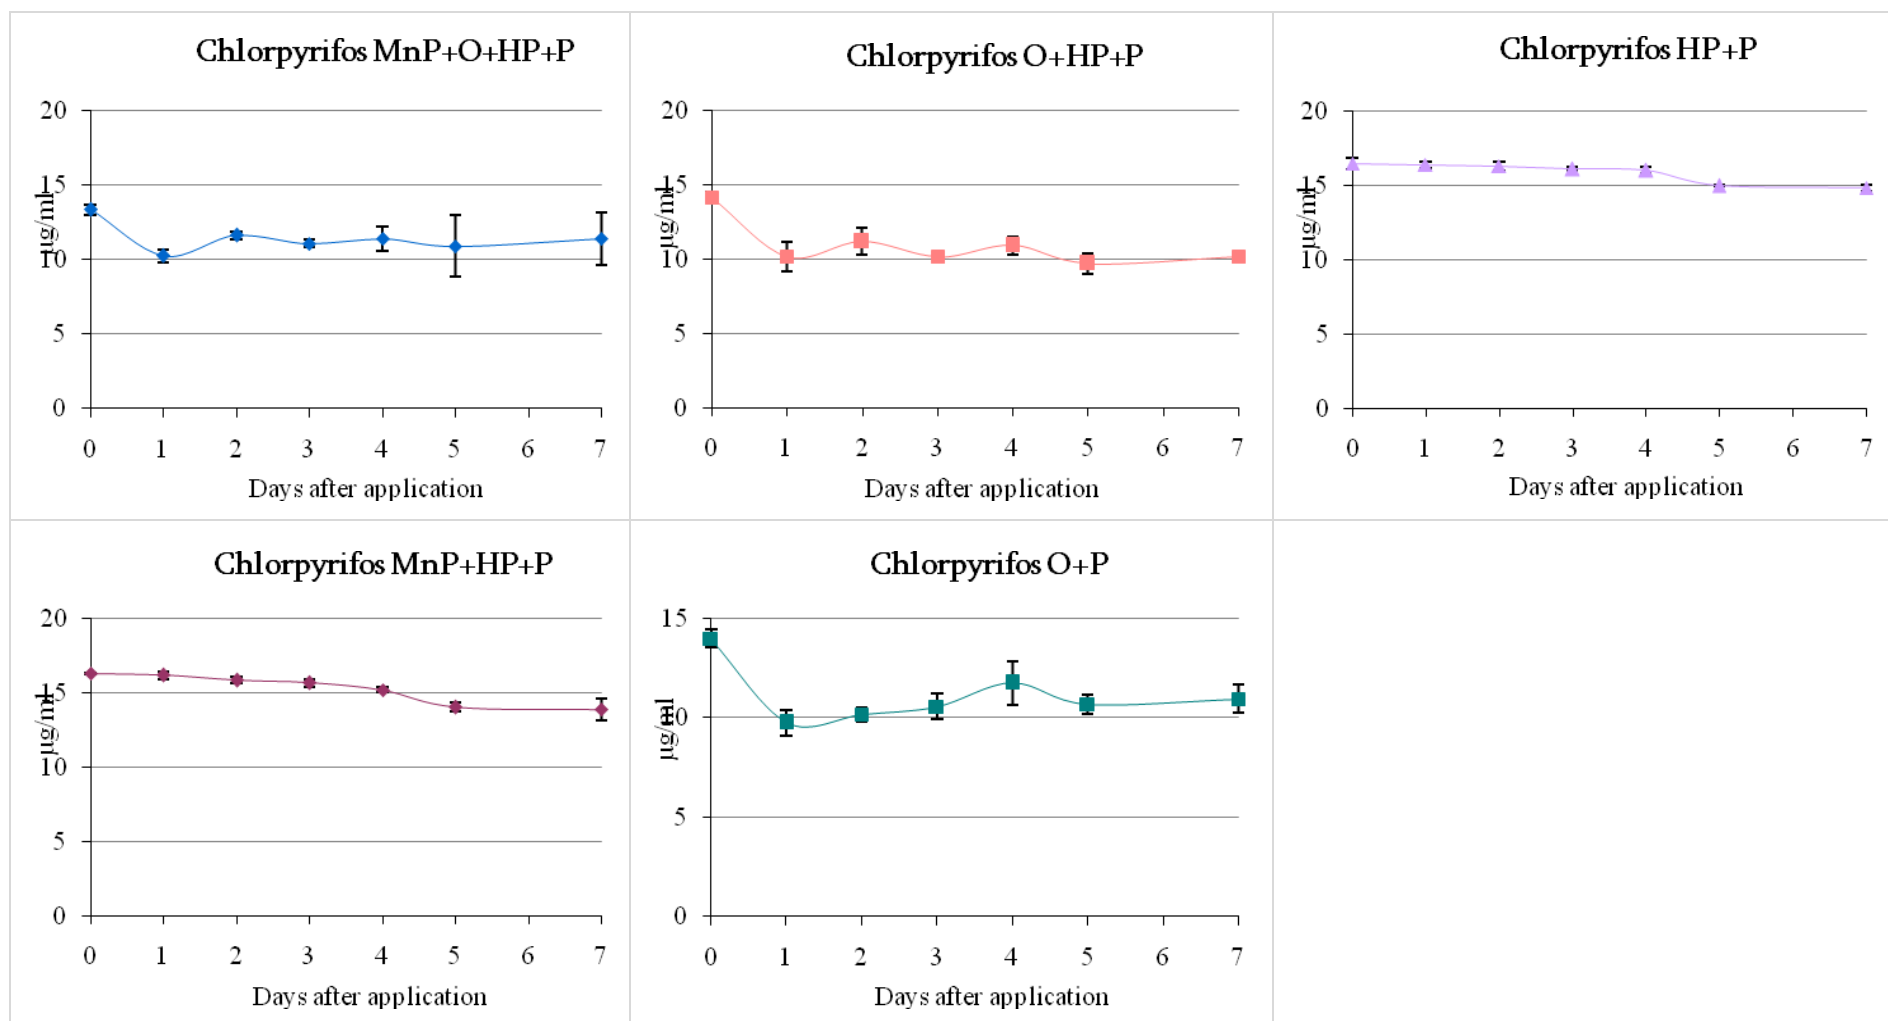 Chlorpyrifos MnP+O+HP+P
20
15
10
5
0
µg/ml
0 1 2 3 4 5 6 7
Days after application
Chlorpyrifos O+HP+P
20
15
10
5
0
µg/ml
0 1 2 3 4 5 6 7
Days after application
Chlorpyrifos HP+P
20
15
10
5
0
µg/ml
0 1 2 3 4 5 6 7
Days after application
Chlorpyrifos MnP+HP+P
20
15
10
5
0
µg/ml
0 1 2 3 4 5 6 7
Days after application
Chlorpyrifos O+P
15
10
5
0
µg/ml
0 1 2 3 4 5 6 7
Days after application